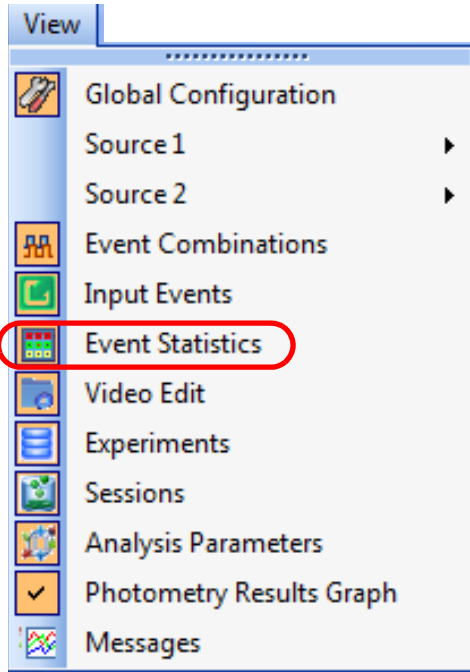 View
Global Configuration
Source 1
Source 2
Event Combinations
Input Events
Event Statistics
Video Edit
Experiments
Sessions
Analysis Parameters
Photometry Results Graph
Messages